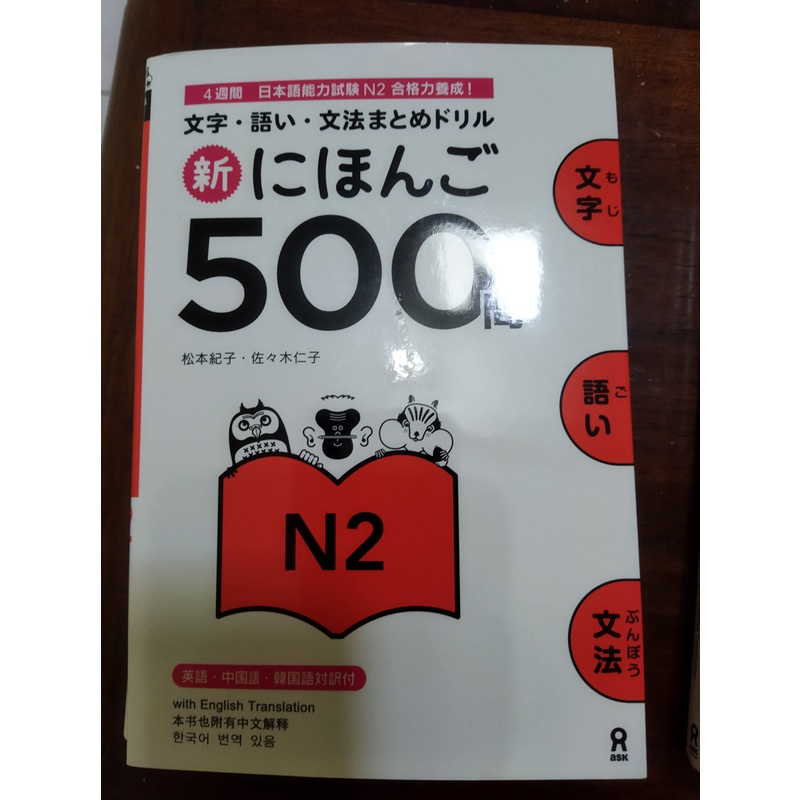 4週間 日本語能力試験N2 合格力養成！
文字・語い・文法まとめドリル
新にほんご
500問
松本紀子・佐々木仁子
N2
英語・中国語・韓国語対訳付
with English Translation
本书也附有中文解释
한국어 번역 있음
文字
もじ
語い
ご
文法
ぶんぽう
ask